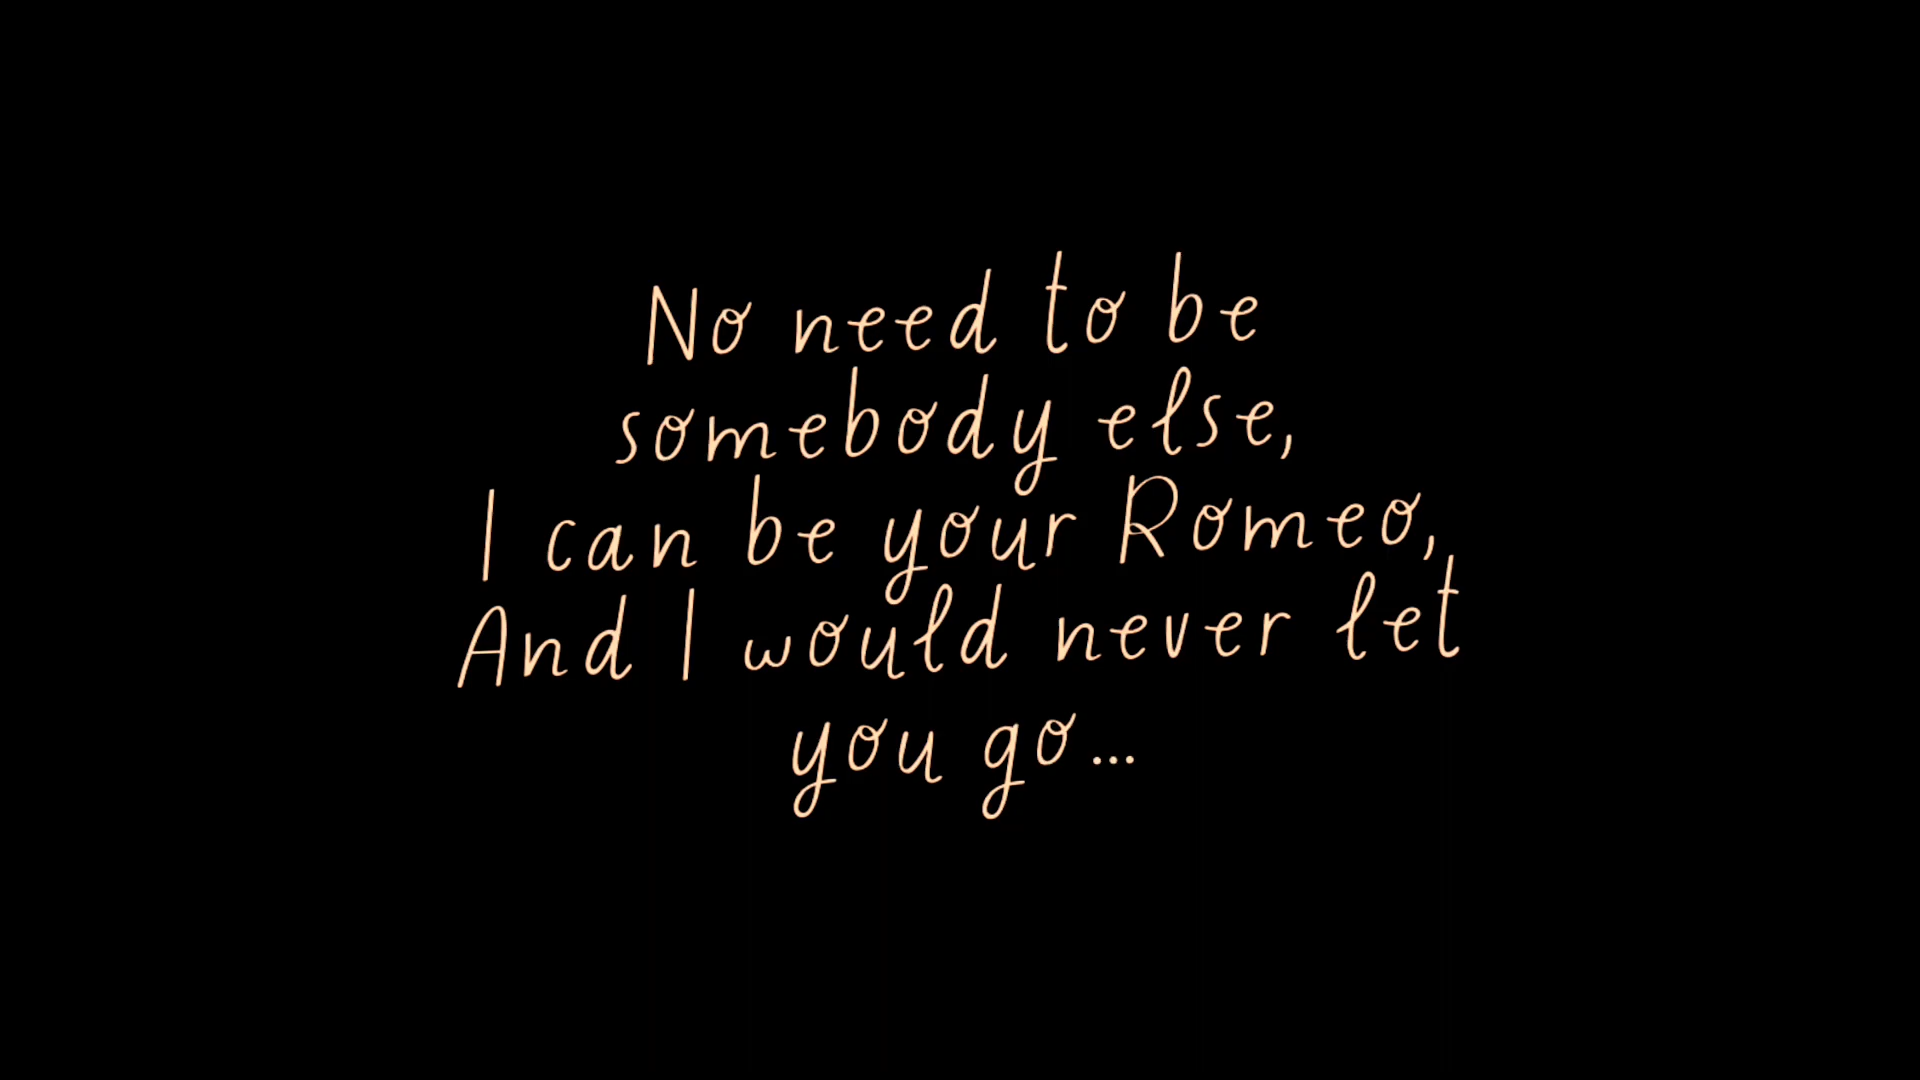 No need to be
somebody else,
I can be your Romeo,
And I would never let
you go...